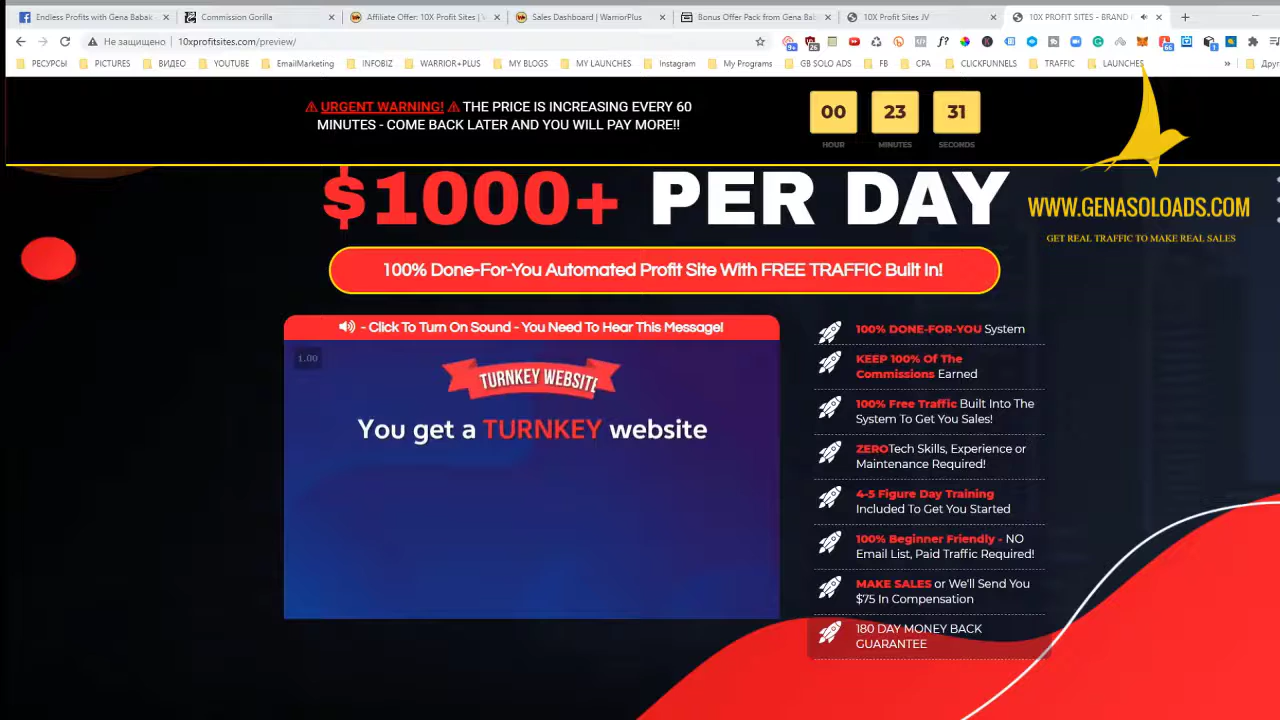 Endless Profits with Gena Babak
Commission Gorilla
Affiliate Offer: 10X Profit Sites |
Sales Dashboard | WarriorPlus
Bonus Offer Pack from Gena Bab
10X Profit Sites JV
10X PROFIT SITES - BRAND
Не защищено | 10xprofitsites.com/preview/
РЕСУРСЫ PICTURES ВИДЕО YOUTUBE EmailMarketing INFOBIZ WARRIOR+PLUS MY BLOGS MY LAUNCHES Instagram My Programs GB SOLO ADS FB CPA CLICKFUNNELS TRAFFIC LAUNCHES » Друг
URGENT WARNING! THE PRICE IS INCREASING EVERY 60
MINUTES - COME BACK LATER AND YOU WILL PAY MORE!!
00 23 31
HOUR MINUTES SECONDS
$1000+ PER DAY
WWW.GENASOLOADS.COM
GET REAL TRAFFIC TO MAKE REAL SALES
100% Done-For-You Automated Profit Site With FREE TRAFFIC Built In!
- Click To Turn On Sound - You Need To Hear This Message!
1.00
TURNKEY WEBSITE
You get a TURNKEY website
100% DONE-FOR-YOU System
KEEP 100% Of The
Commissions Earned
100% Free Traffic Built Into The
System To Get You Sales!
ZEROTech Skills, Experience or
Maintenance Required!
4-5 Figure Day Training
Included To Get You Started
100% Beginner Friendly - NO
Email List, Paid Traffic Required!
MAKE SALES or We'll Send You
$75 In Compensation
180 DAY MONEY BACK
GUARANTEE